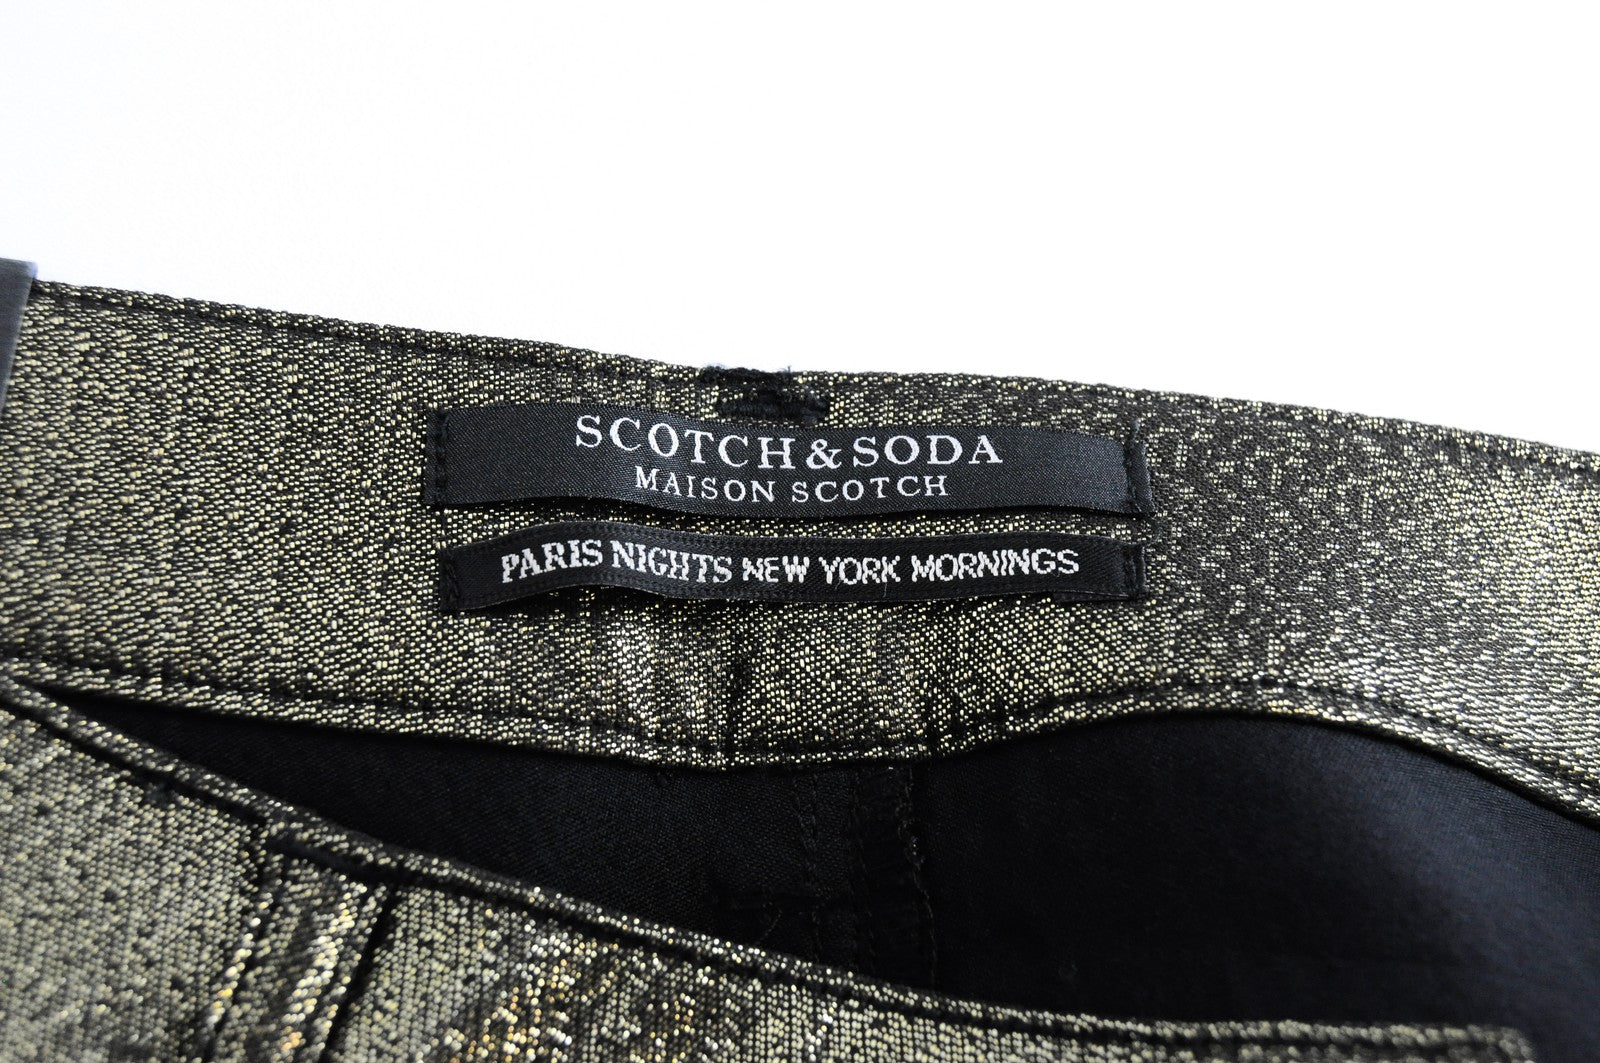 SCOTCH & SODA
MAISON SCOTCH
PARIS NIGHTS NEW YORK MORNINGS